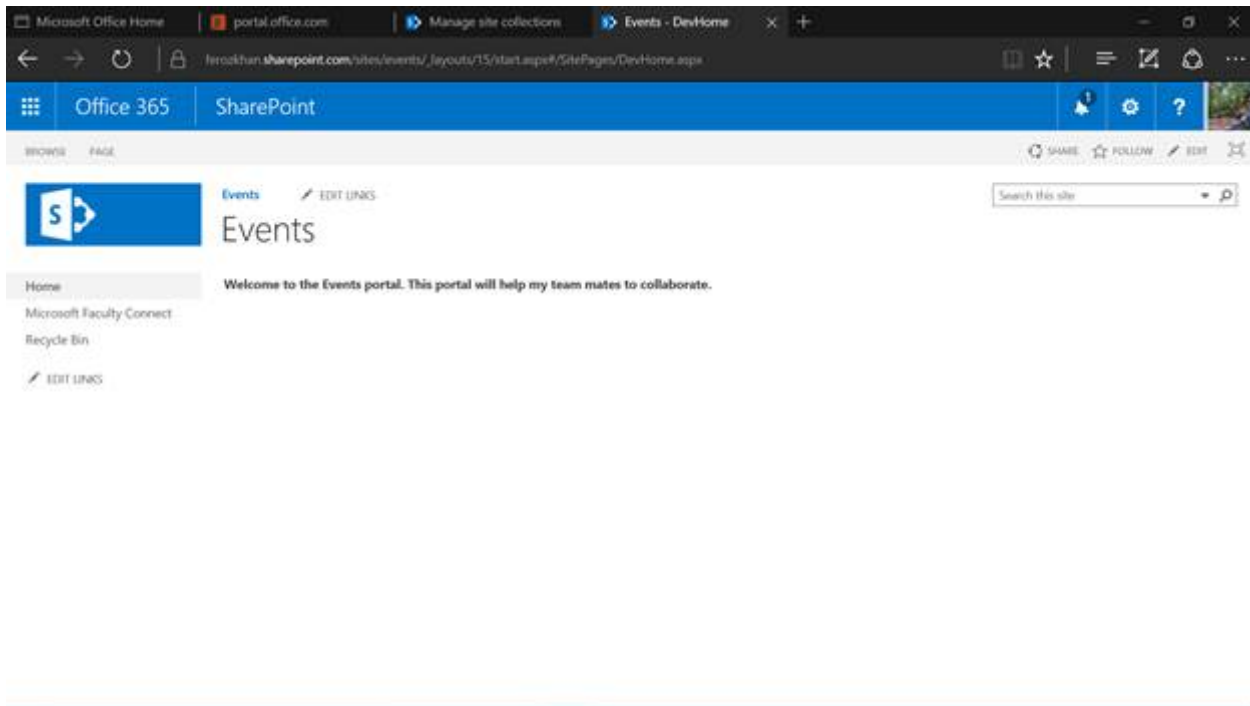 Microsoft Office Home
portal.office.com
Manage site collections
Events - DevHome
ferozkhan.sharepoint.com/sites/events/_layouts/15/start.aspx#/SitePages/DevHome.aspx
Office 365
SharePoint
1
?
BROWSE PAGE
SHARE FOLLOW EDIT
S
Events EDIT LINKS
Search this site
Events
Home
Welcome to the Events portal. This portal will help my team mates to collaborate.
Microsoft Faculty Connect
Recycle Bin
EDIT LINKS